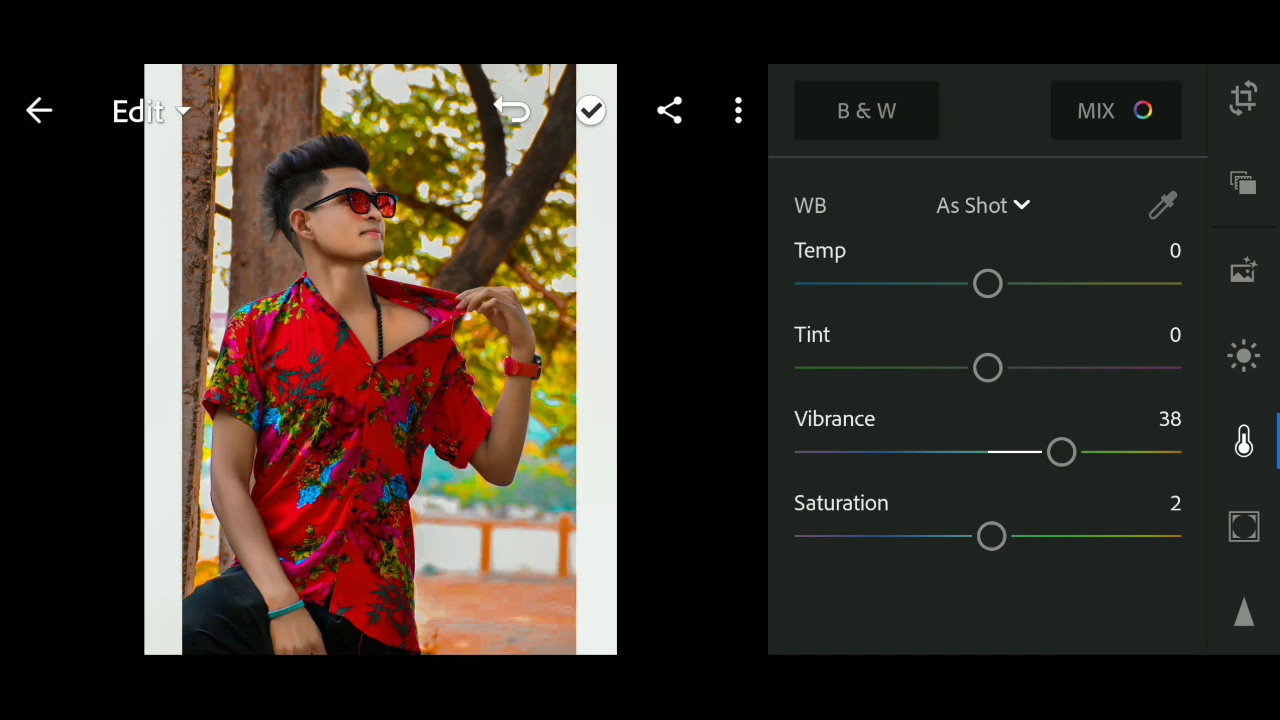 Edit
B & W
MIX
WB
As Shot
Temp
0
Tint
0
Vibrance
38
Saturation
2